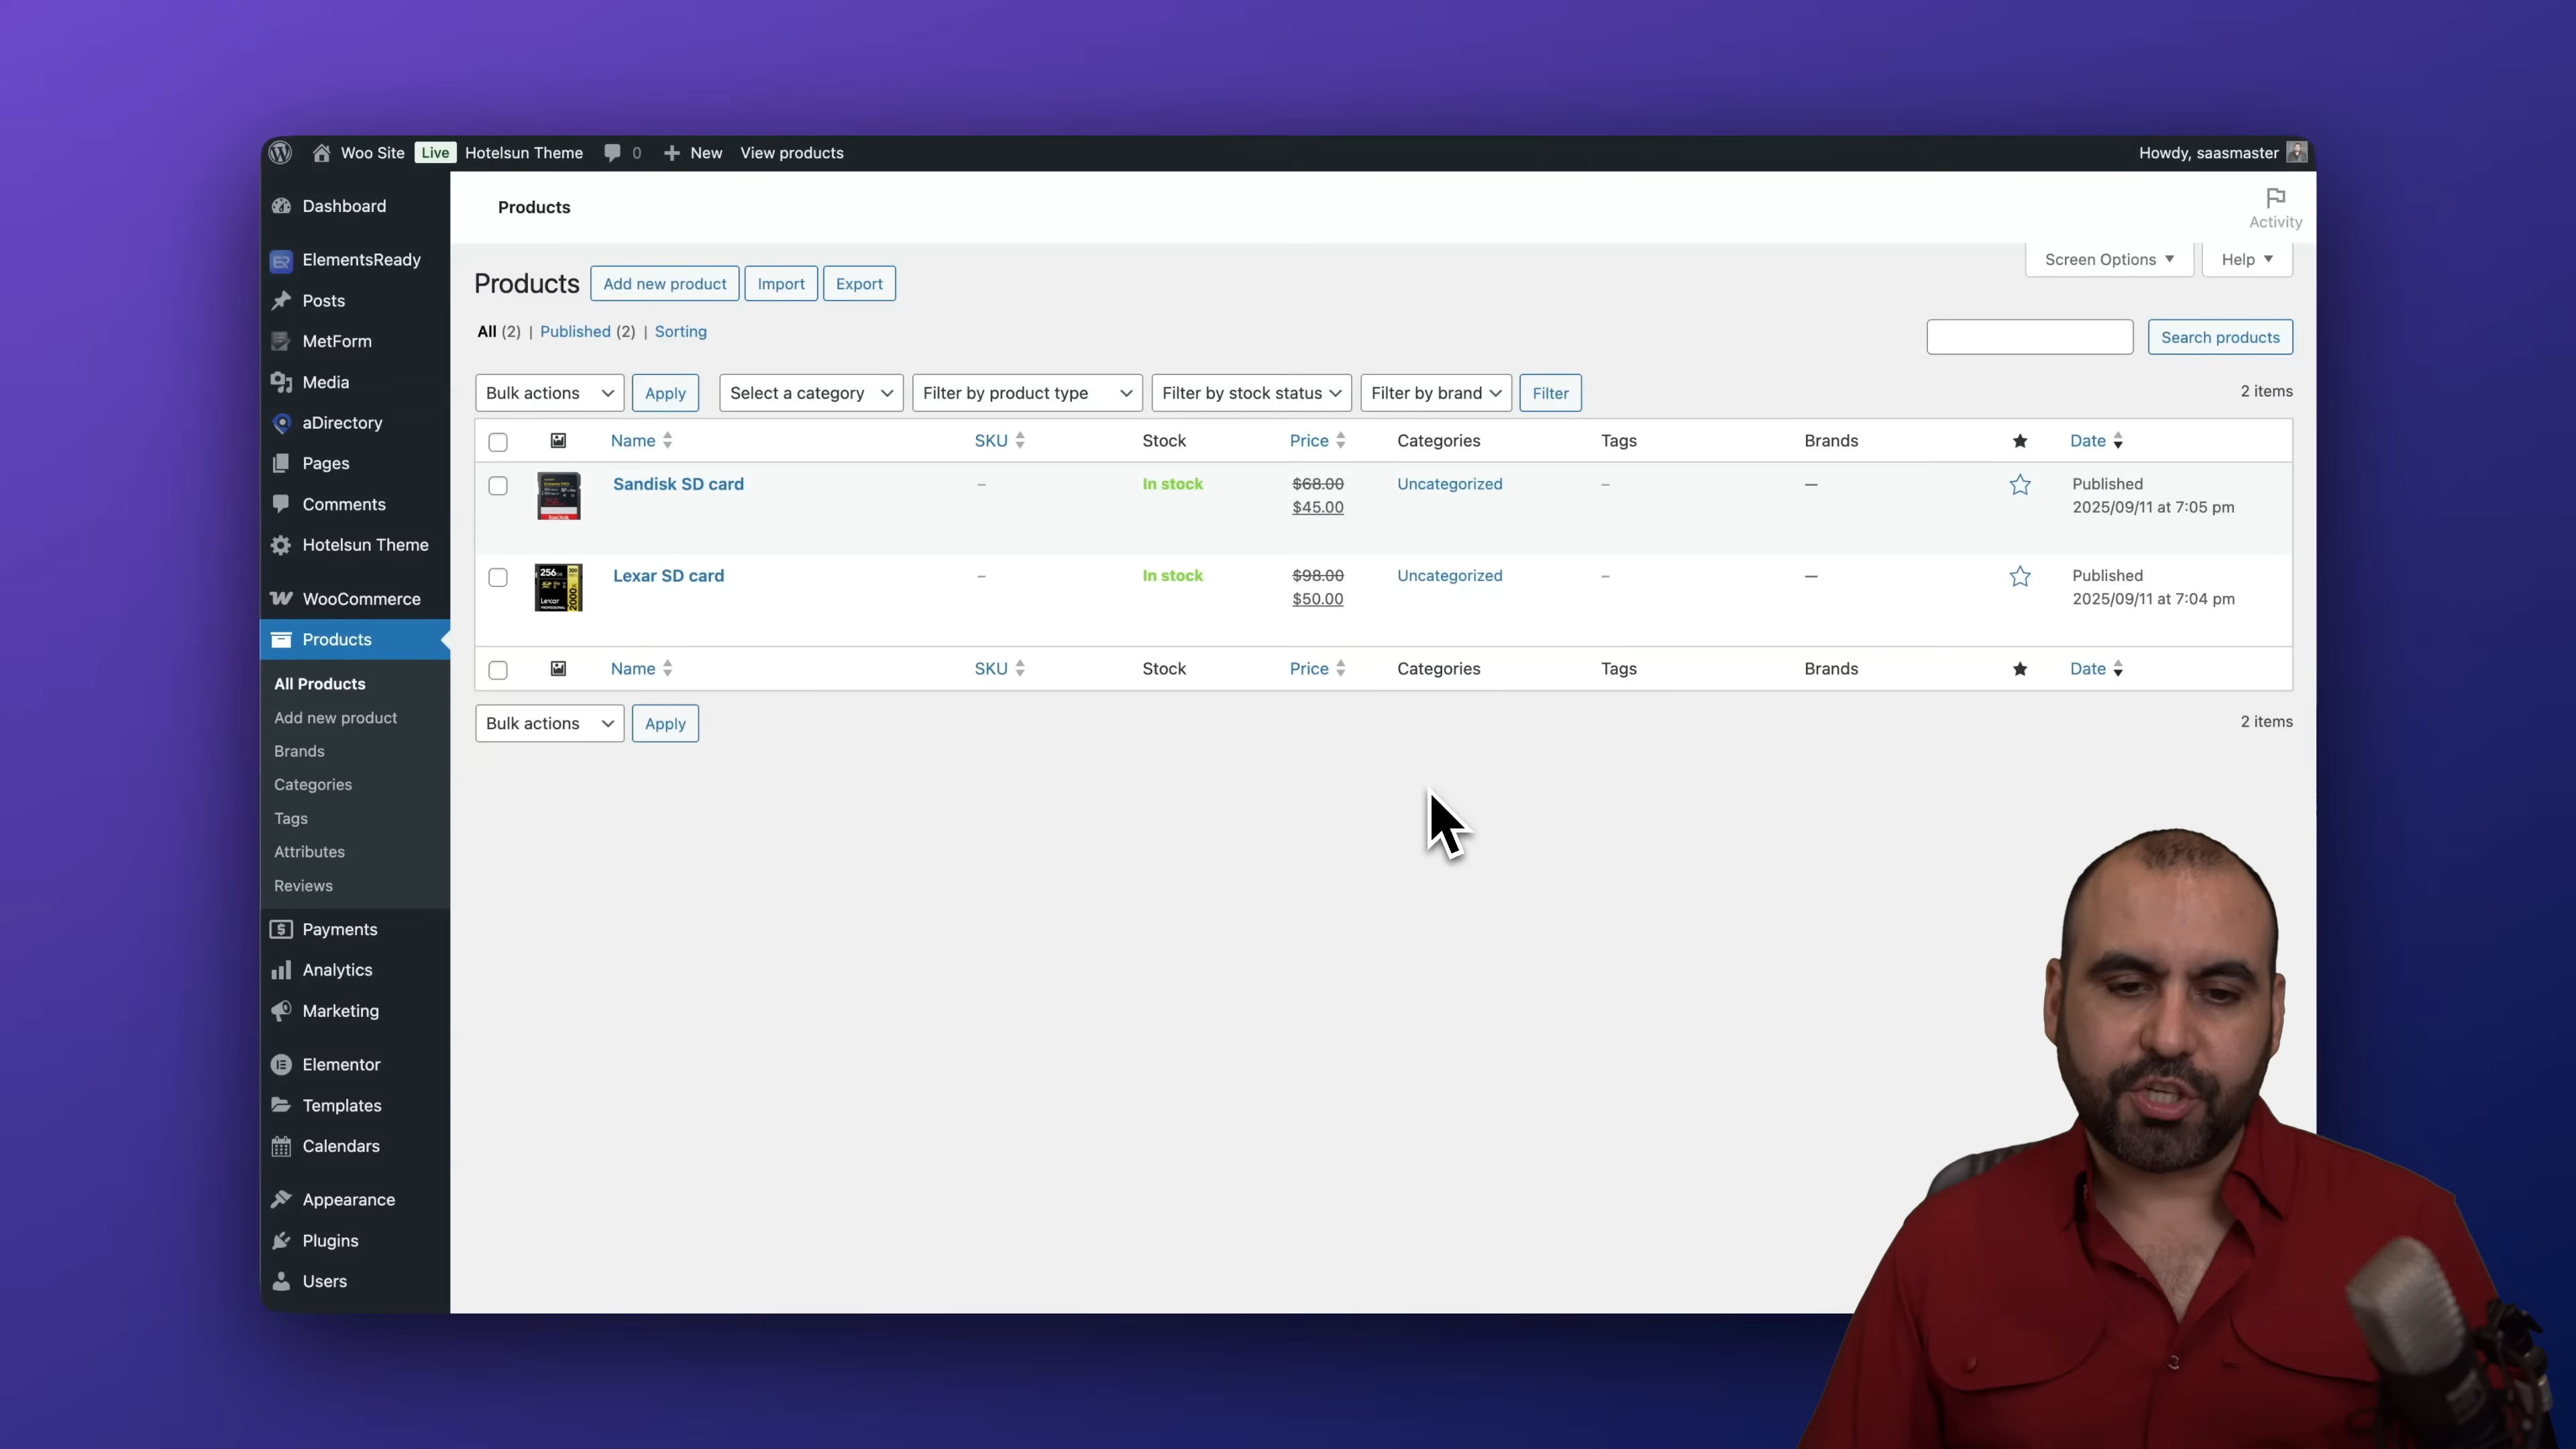 Woo Site Live Hotelsun Theme 0 New View products Howdy, saasmaster
Dashboard
ElementsReady
Posts
MetForm
Media
aDirectory
Pages
Comments
Hotelsun Theme
WooCommerce
Products
All Products
Add new product
Brands
Categories
Tags
Attributes
Reviews
Payments
Analytics
Marketing
Elementor
Templates
Calendars
Appearance
Plugins
Users
Products
Activity
Screen Options Help
Products Add new product Import Export
All (2) | Published (2) | Sorting
Search products
Bulk actions Apply Select a category Filter by product type Filter by stock status Filter by brand Filter 2 items
Name SKU Stock Price Categories Tags Brands Date
Sandisk SD card – In stock $68.00 Uncategorized – — Published
$45.00 2025/09/11 at 7:05 pm
Lexar SD card – In stock $98.00 Uncategorized – — Published
$50.00 2025/09/11 at 7:04 pm
256
Lexar
2000x
Name SKU Stock Price Categories Tags Brands Date
Bulk actions Apply 2 items